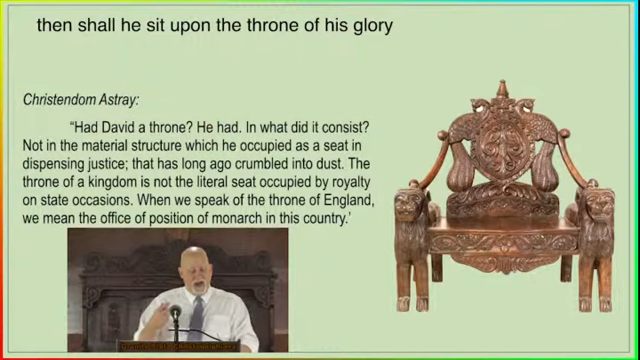 then shall he sit upon the throne of his glory
Christendom Astray:
“Had David a throne? He had. In what did it consist?
Not in the material structure which he occupied as a seat in
dispensing justice; that has long ago crumbled into dust. The
throne of a kingdom is not the literal seat occupied by royalty
on state occasions. When we speak of the throne of England,
we mean the office of position of monarch in this country.’